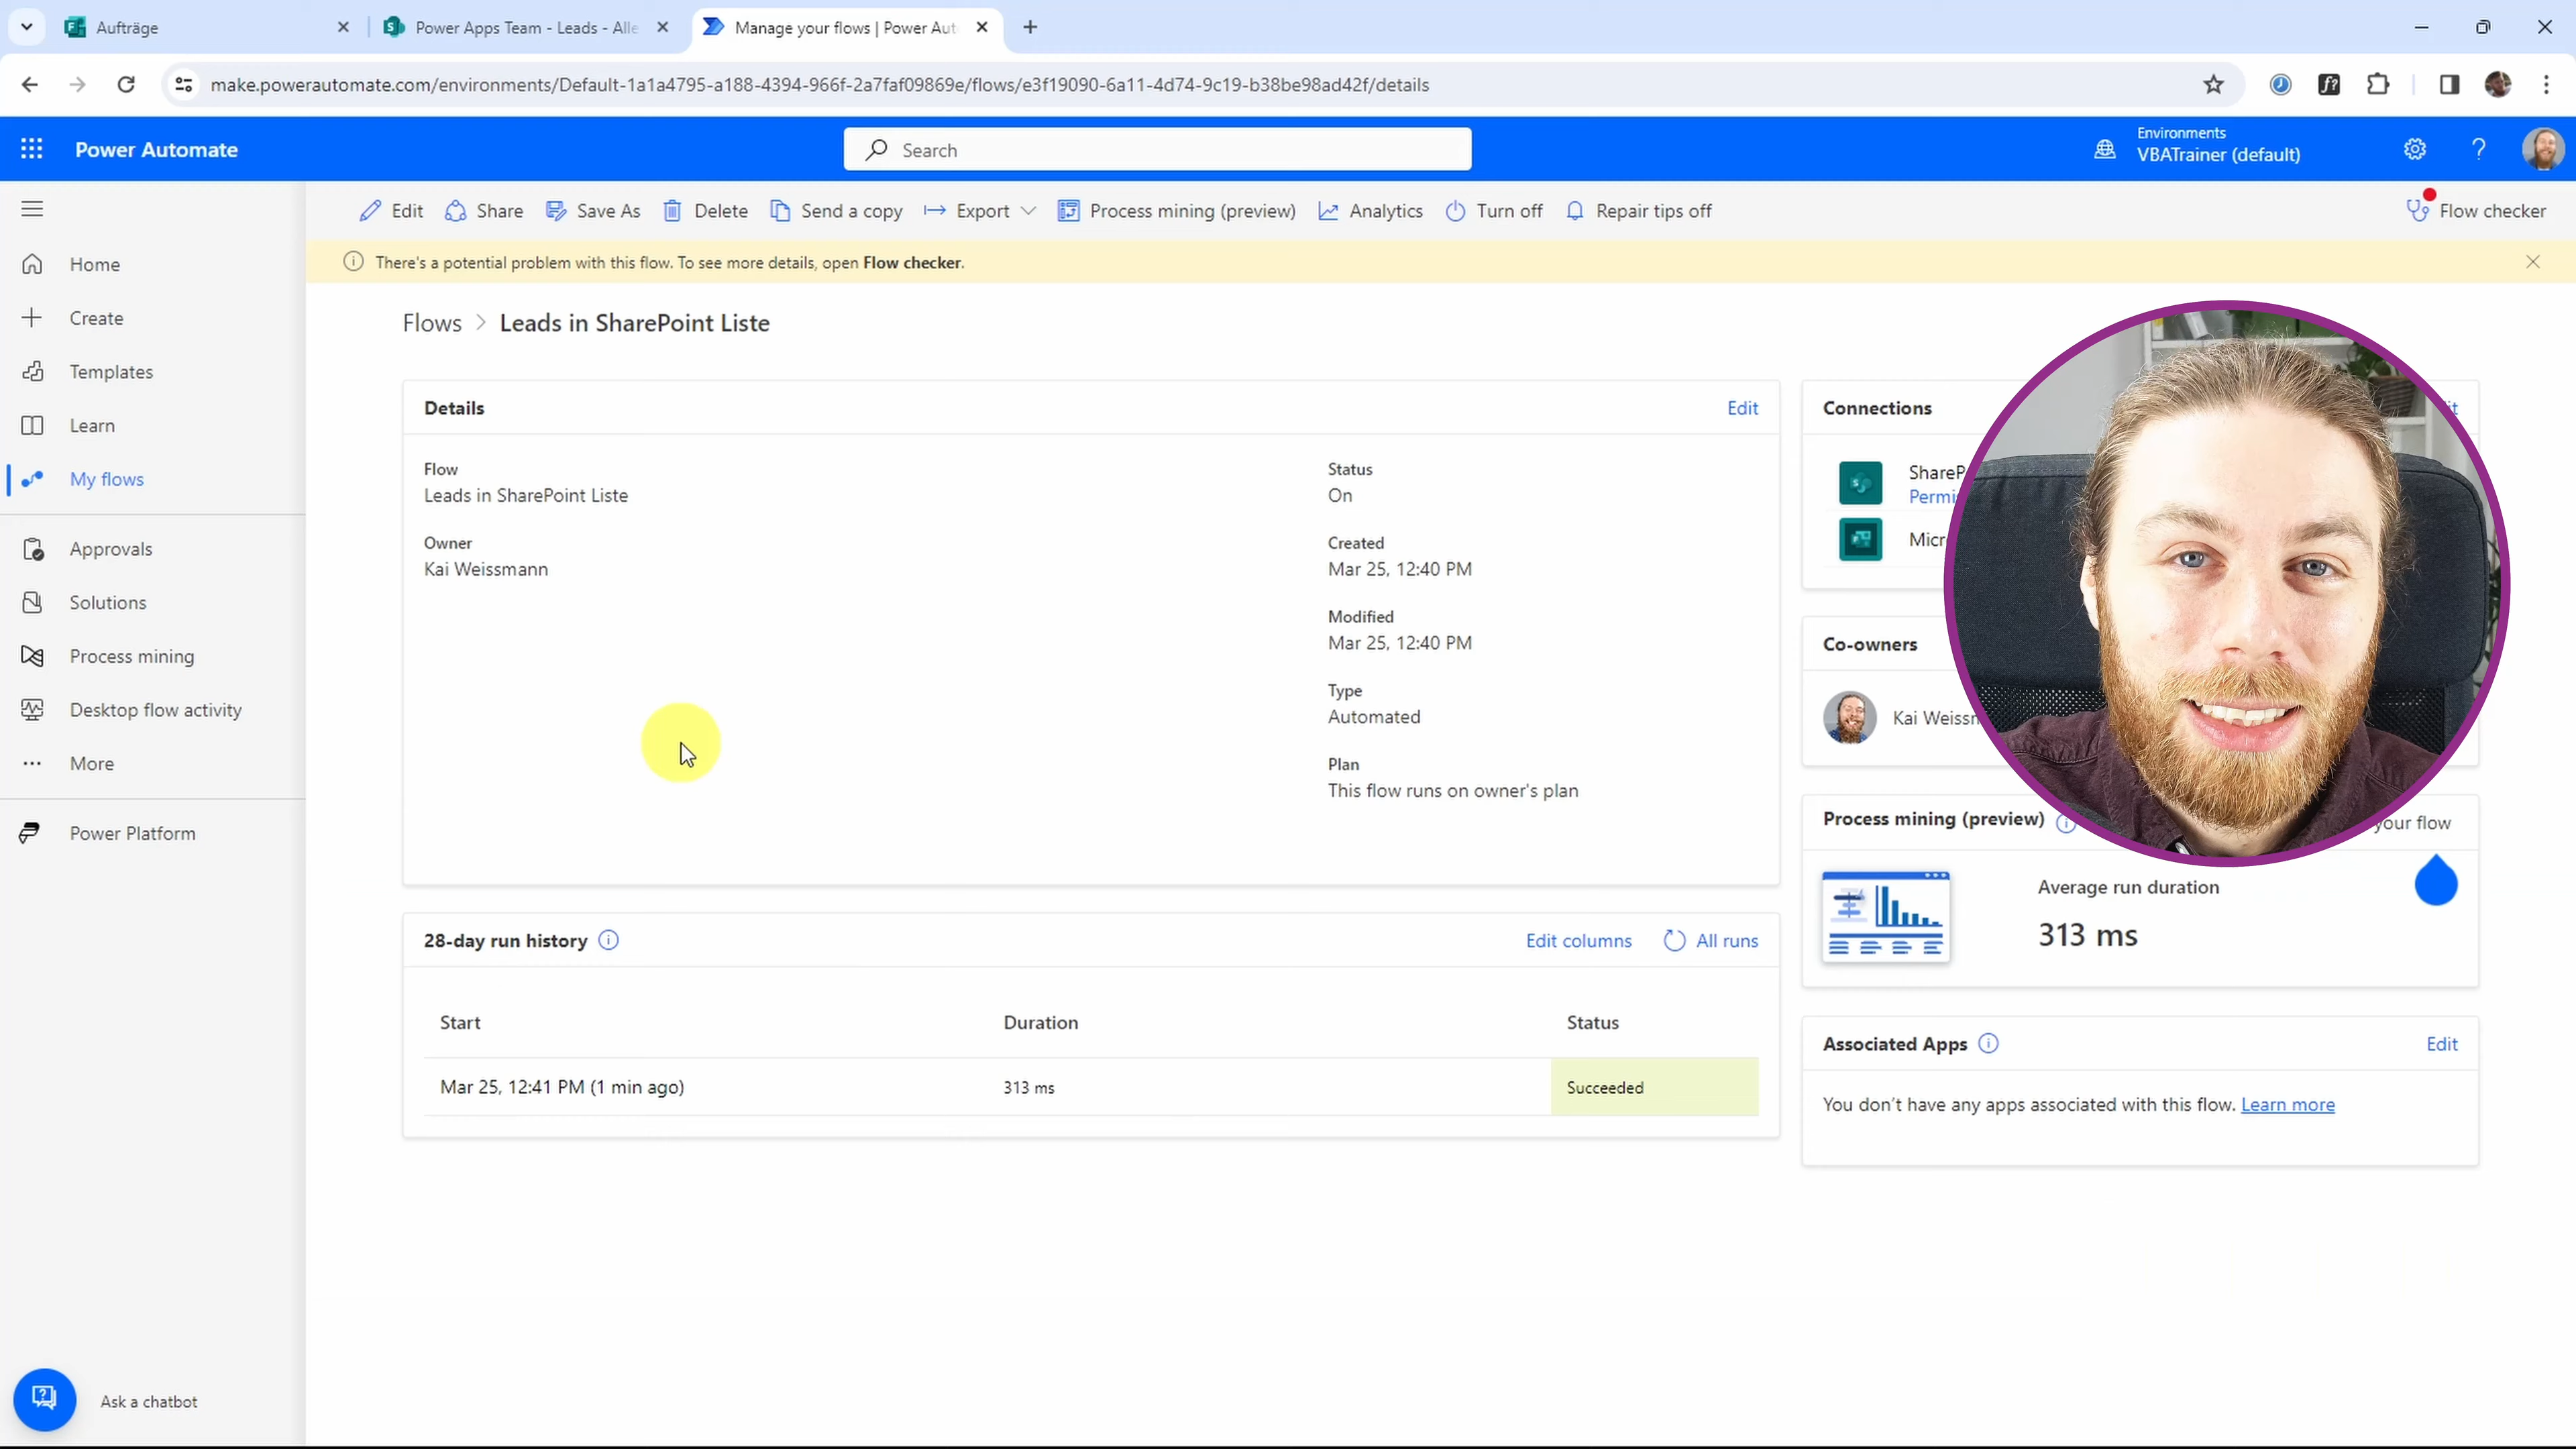 Aufträge
Power Apps Team - Leads - Alle
Manage your flows | Power Aut
make.powerautomate.com/environments/Default-1a1a4795-a188-4394-966f-2a7faf09869e/flows/e3f19090-6a11-4d74-9c19-b38be98ad42f/details
Power Automate
Search
Environments
VBATrainer (default)
Edit
Share
Save As
Delete
Send a copy
Export
Process mining (preview)
Analytics
Turn off
Repair tips off
Flow checker
There's a potential problem with this flow. To see more details, open Flow checker.
Home
Create
Templates
Learn
My flows
Approvals
Solutions
Process mining
Desktop flow activity
More
Power Platform
Ask a chatbot
Flows > Leads in SharePoint Liste
Details
Edit
Flow
Leads in SharePoint Liste
Owner
Kai Weissmann
Status
On
Created
Mar 25, 12:40 PM
Modified
Mar 25, 12:40 PM
Type
Automated
Plan
This flow runs on owner's plan
28-day run history
Edit columns
All runs
Start Duration Status
Mar 25, 12:41 PM (1 min ago) 313 ms Succeeded
Connections
ShareP
Permi
Micr
Co-owners
Kai Weissm
Process mining (preview)
your flow
Average run duration
313 ms
Associated Apps
Edit
You don't have any apps associated with this flow. Learn more